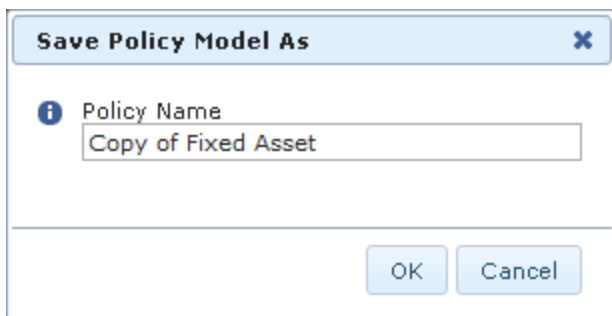 Save Policy Model As
Policy Name
Copy of Fixed Asset
OK Cancel